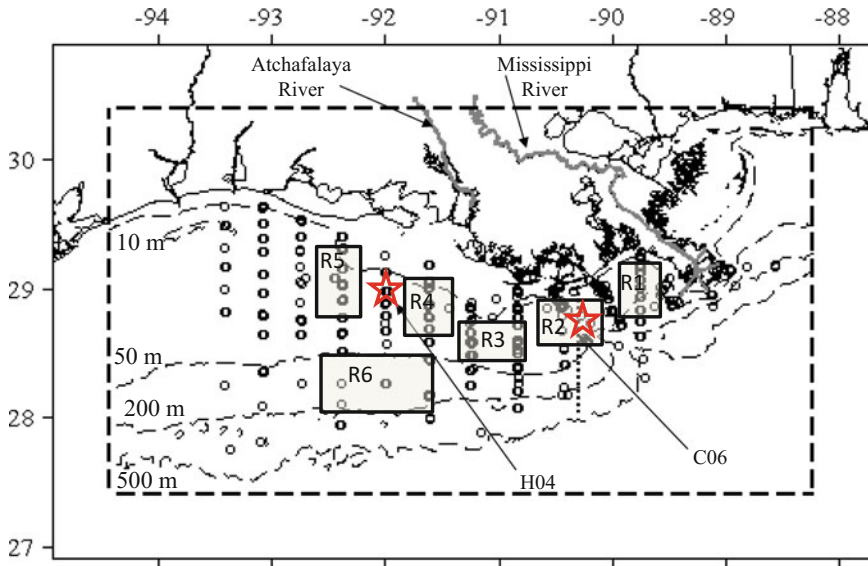 -94 -93 -92 -91 -90 -89 -88
Atchafalaya
River
Mississippi
River
30
10 m
R5
R1
29
R4
R2
R3
50 m
R6
200 m
28
C06
500 m
H04
27